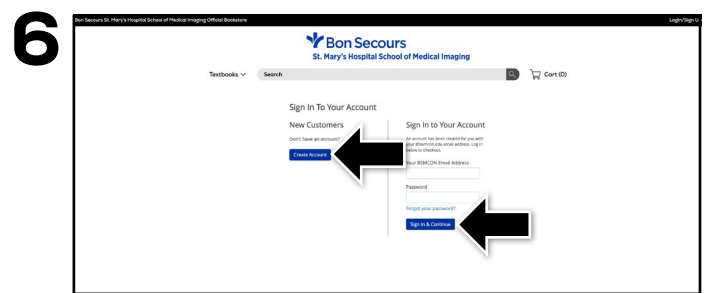 6
Bon Secours St. Mary's Hospital School of Medical Imaging Official Bookstore
Login/Sign U
Bon Secours
St. Mary's Hospital School of Medical Imaging
Textbooks
Search
Cart (0)
Sign In To Your Account
New Customers
Don't have an account?
Create Account
Sign In to Your Account
An account has been created for you with
your @bsmcon.edu email address. Log in
below to checkout.
Your BSMCON Email Address
Password
Forgot your password?
Sign In & Continue